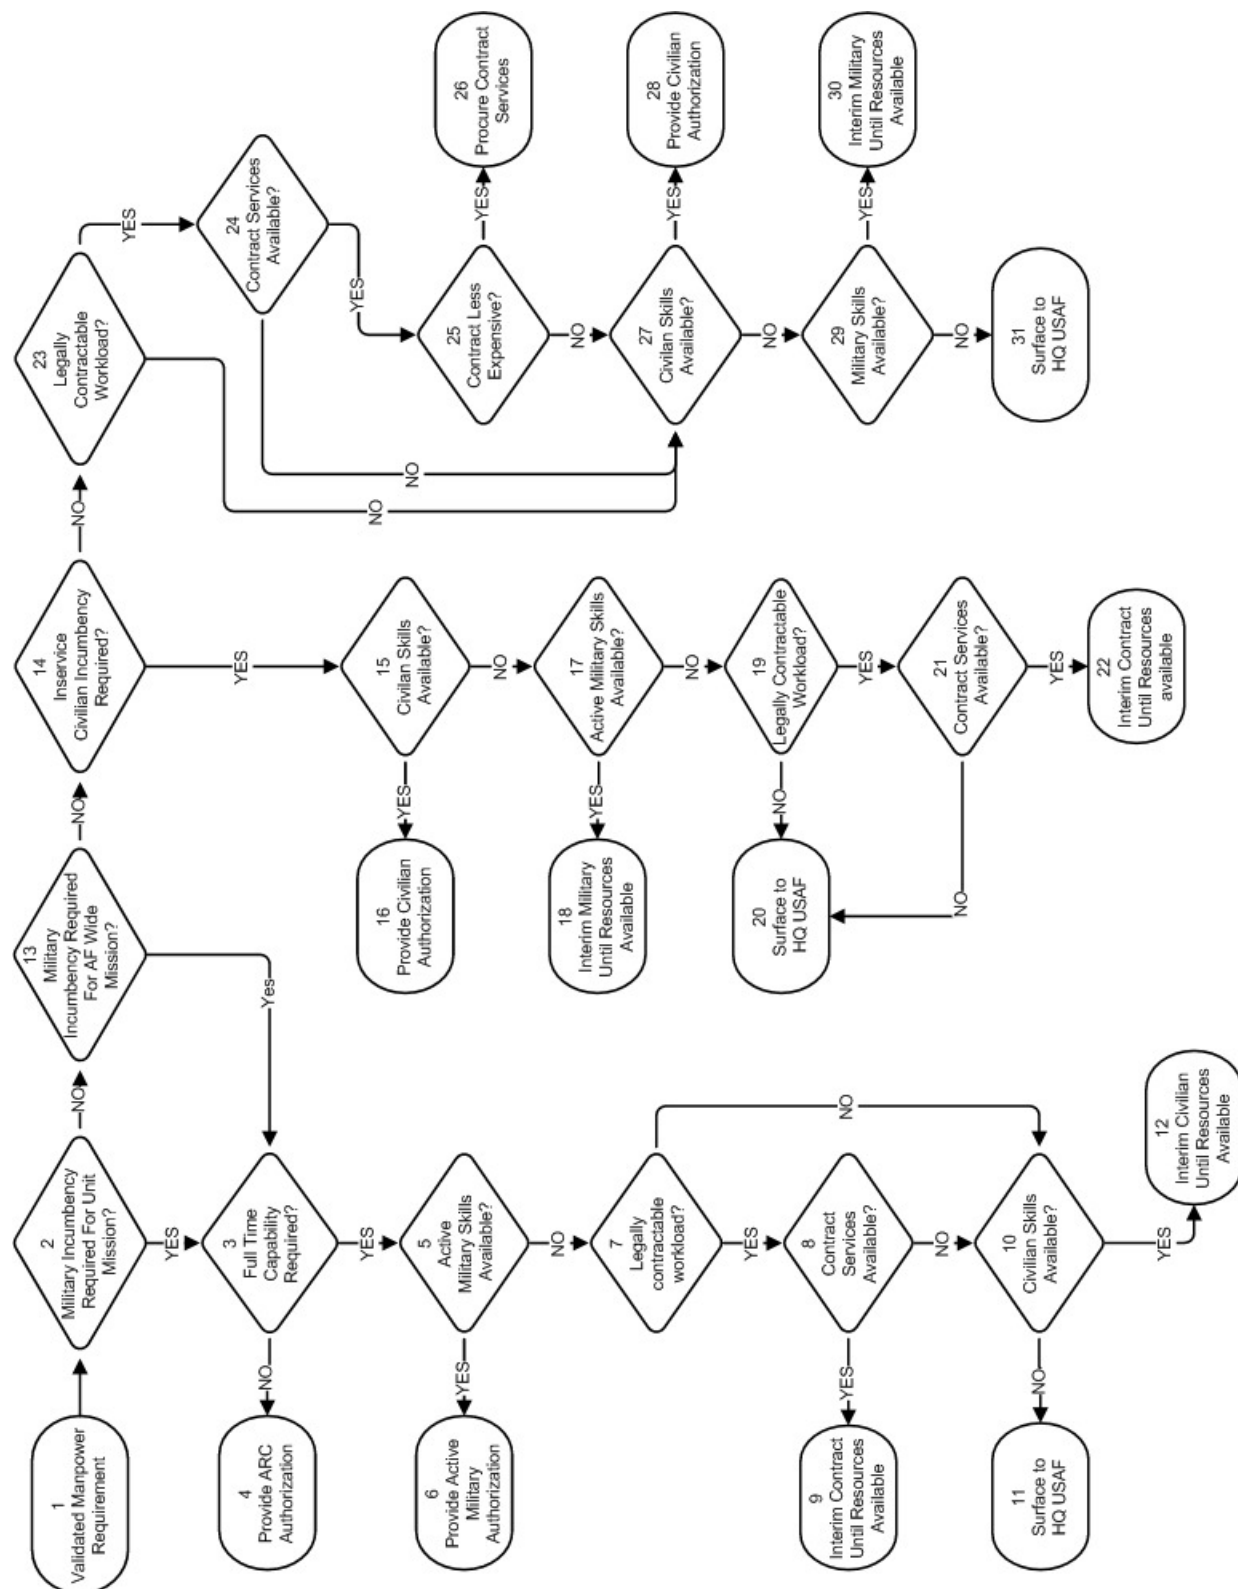 1
Validated Manpower
Requirement
2
Military Incumbency
Required For Unit
Mission?
NO
YES
3
Full Time
Capability
Required?
NO
YES
4
Provide ARC
Authorization
5
Active
Military Skills
Available?
YES
NO
6
Provide Active
Military
Authorization
7
Legally
contractable
workload?
YES
NO
8
Contract
Services
Available?
YES
NO
9
Interim Contract
Until Resources
Available
10
Civilian Skills
Available?
NO
YES
11
Surface to
HQ USAF
12
Interim Civilian
Until Resources
Available
13
Military
Incumbency Required
For AF Wide
Mission?
Yes
NO
14
Inservice
Civilian Incumbency
Required?
YES
NO
15
Civilan Skills
Available?
YES
NO
16
Provide Civilian
Authorization
17
Active Military Skills
Available?
YES
NO
18
Interim Military
Until Resources
Available
19
Legally Contractable
Workload?
NO
YES
20
Surface to
HQ USAF
21
Contract Services
Available?
NO
YES
22
Interim Contract
Until Resources
available
23
Legally
Contractable
Workload?
YES
NO
24
Contract Services
Available?
YES
NO
25
Contract Less
Expensive?
YES
NO
26
Procure Contract
Services
27
Civilan Skills
Available?
YES
NO
28
Provide Civilian
Authorization
29
Military Skills
Available?
YES
NO
30
Interim Military
Until Resources
Available
31
Surface to
HQ USAF